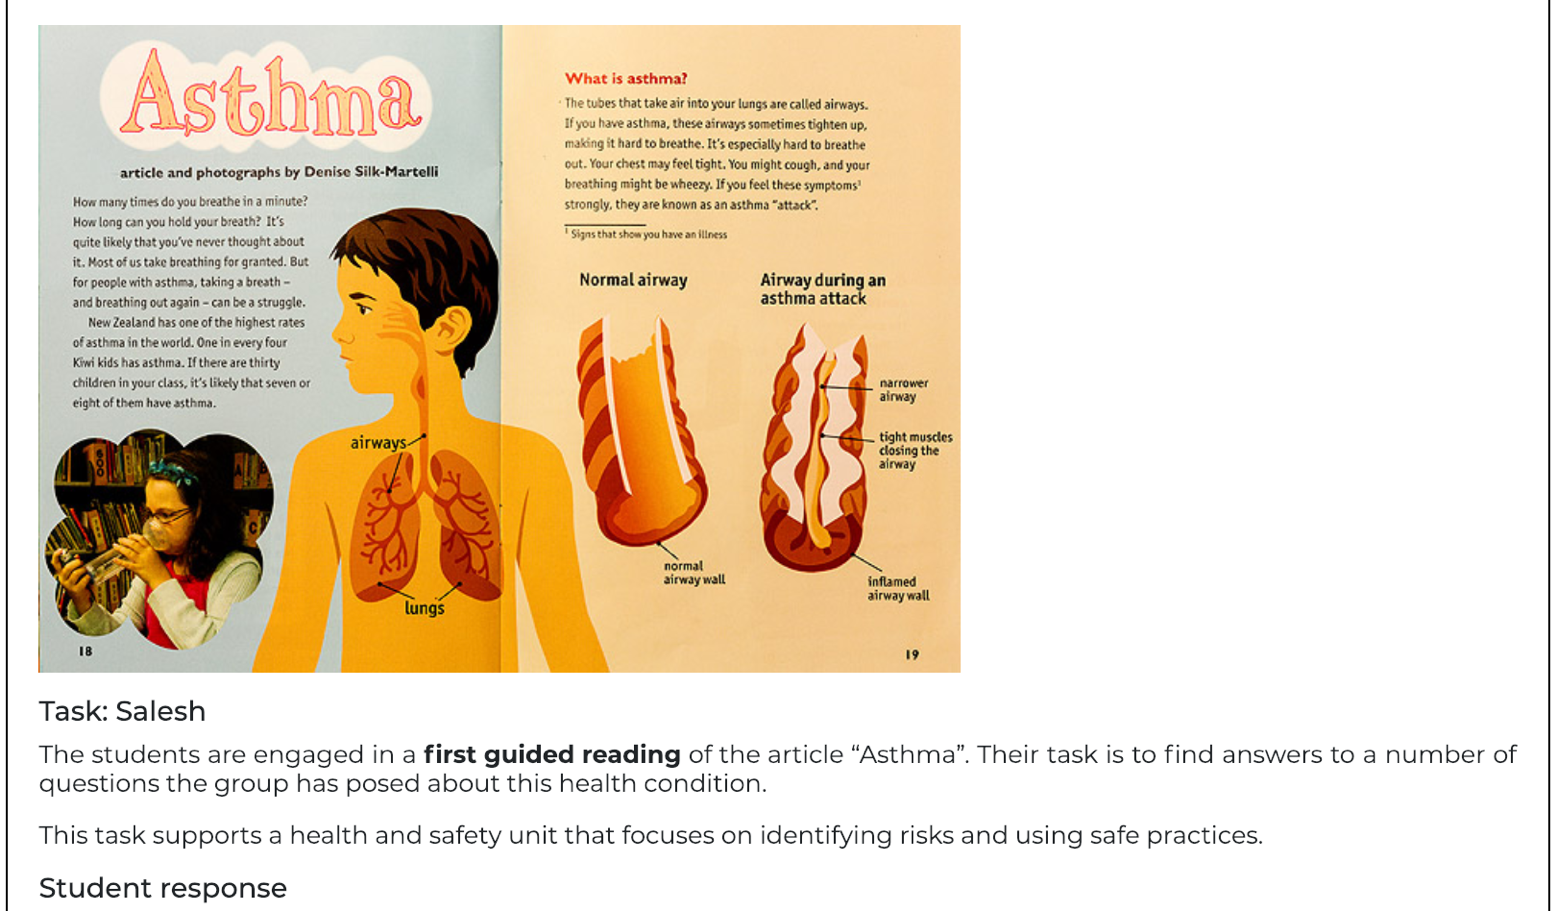 Asthma
article and photographs by Denise Silk-Martelli
How many times do you breathe in a minute?
How long can you hold your breath? It's
quite likely that you've never thought about
it. Most of us take breathing for granted. But
for people with asthma, taking a breath –
and breathing out again – can be a struggle.
New Zealand has one of the highest rates
of asthma in the world. One in every four
Kiwi kids has asthma. If there are thirty
children in your class, it's likely that seven or
eight of them have asthma.
airways
lungs
18
What is asthma?
The tubes that take air into your lungs are called airways.
If you have asthma, these airways sometimes tighten up,
making it hard to breathe. It's especially hard to breathe
out. Your chest may feel tight. You might cough, and your
breathing might be wheezy. If you feel these symptoms¹
strongly, they are known as an asthma "attack".
¹ Signs that show you have an illness
Normal airway
Airway during an
asthma attack
narrower
airway
tight muscles
closing the
airway
normal
airway wall
inflamed
airway wall
19
Task: Salesh
The students are engaged in a first guided reading of the article “Asthma”. Their task is to find answers to a number of
questions the group has posed about this health condition.
This task supports a health and safety unit that focuses on identifying risks and using safe practices.
Student response